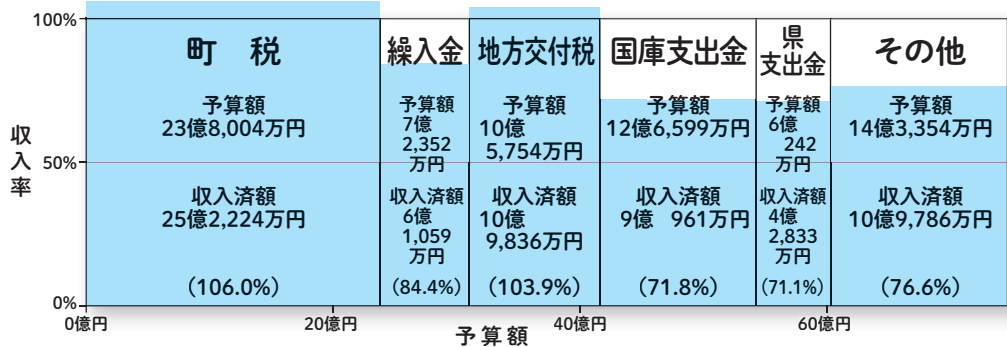 収入率
100%
50%
0%
町　税
予算額
23億8,004万円
収入済額
25億2,224万円
（106.0%）
繰入金
予算額
7億
2,352
万円
収入済額
6億
1,059
万円
（84.4%）
地方交付税
予算額
10億
5,754万円
収入済額
10億
9,836万円
（103.9%）
国庫支出金
予算額
12億6,599万円
収入済額
9億　961万円
（71.8%）
県
支出金
予算額
6億
242
万円
収入済額
4億
2,833
万円
（71.1%）
その他
予算額
14億3,354万円
収入済額
10億9,786万円
（76.6%）
0億円
20億円
40億円
60億円
予算額